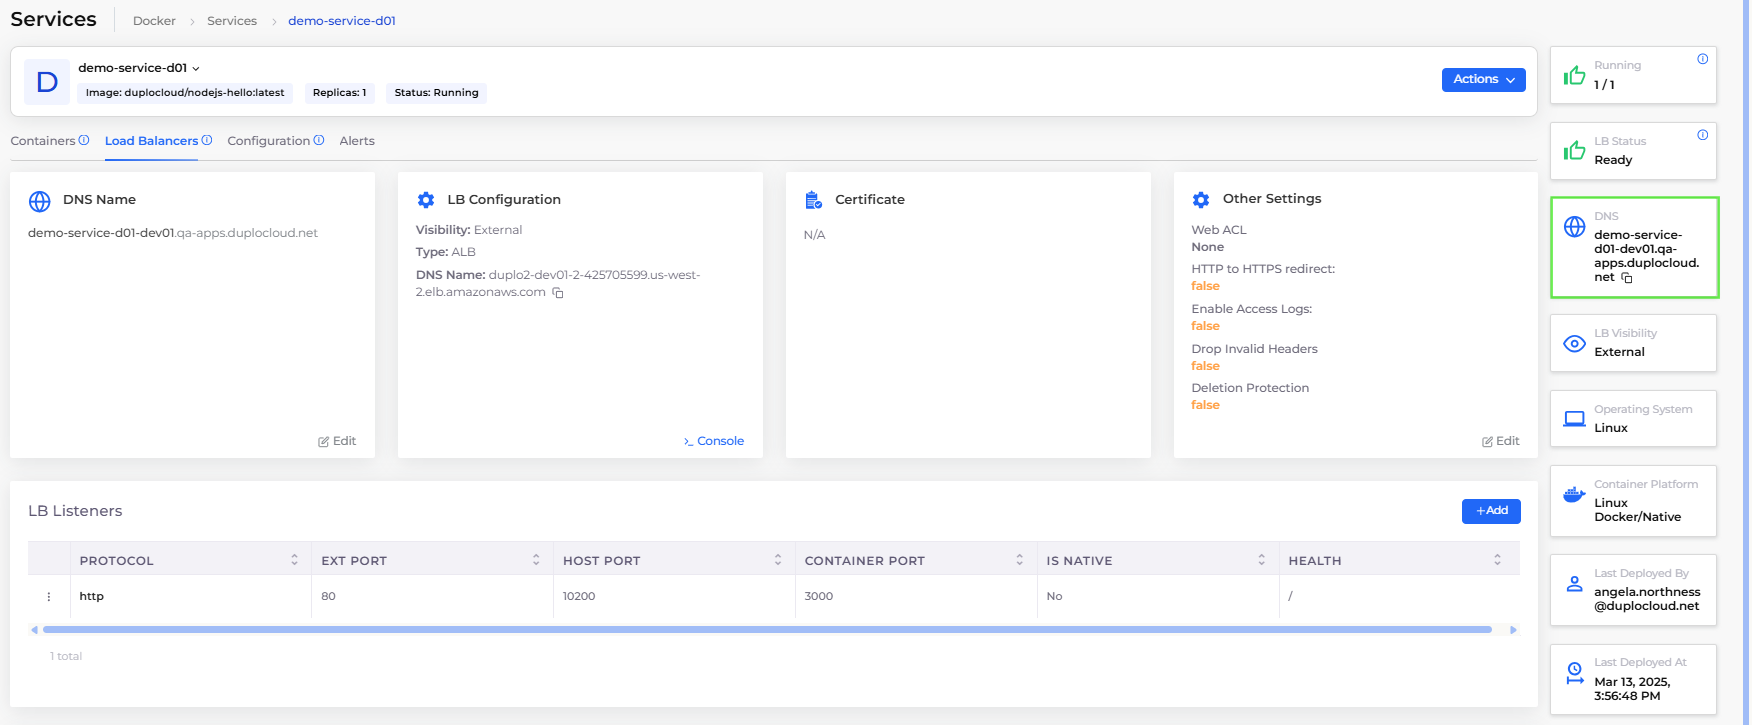 Services
Docker > Services > demo-service-d01
D
demo-service-d01
Image: duplocloud/nodejs-hello:latest
Replicas: 1
Status: Running
Actions
Containers
Load Balancers
Configuration
Alerts
DNS Name
demo-service-d01-dev01.qa-apps.duplocloud.net
Edit
LB Configuration
Visibility: External
Type: ALB
DNS Name: duplo2-dev01-2-425705599.us-west-
2.elb.amazonaws.com
>_ Console
Certificate
N/A
Other Settings
Web ACL
None
HTTP to HTTPS redirect:
false
Enable Access Logs:
false
Drop Invalid Headers
false
Deletion Protection
false
Edit
LB Listeners
+Add
PROTOCOL EXT PORT HOST PORT CONTAINER PORT IS NATIVE HEALTH
http 80 10200 3000 No /
1 total
Running
1 / 1
LB Status
Ready
DNS
demo-service-
d01-dev01.qa-
apps.duplocloud.
net
LB Visibility
External
Operating System
Linux
Container Platform
Linux
Docker/Native
Last Deployed By
angela.northness
@duplocloud.net
Last Deployed At
Mar 13, 2025,
3:56:48 PM